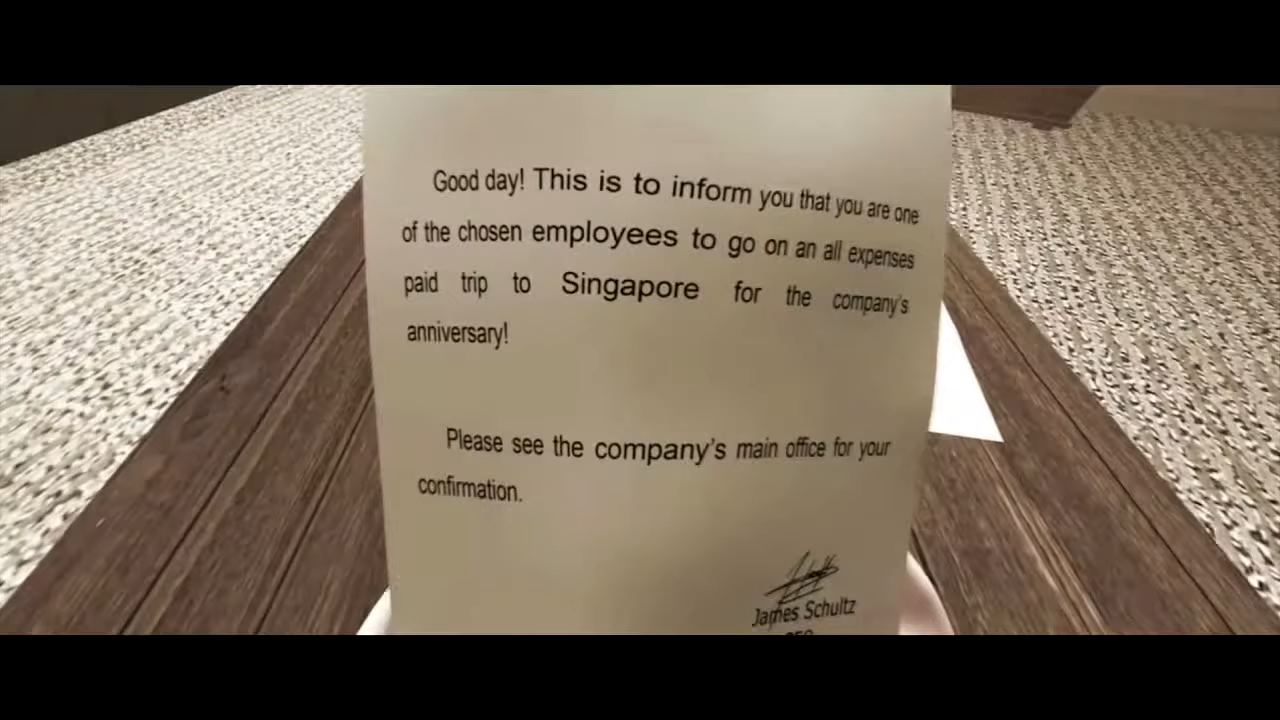 Good day! This is to inform you that you are one
of the chosen employees to go on an all expenses
paid trip to Singapore for the company's
anniversary!
Please see the company's main office for your
confirmation.
James Schultz